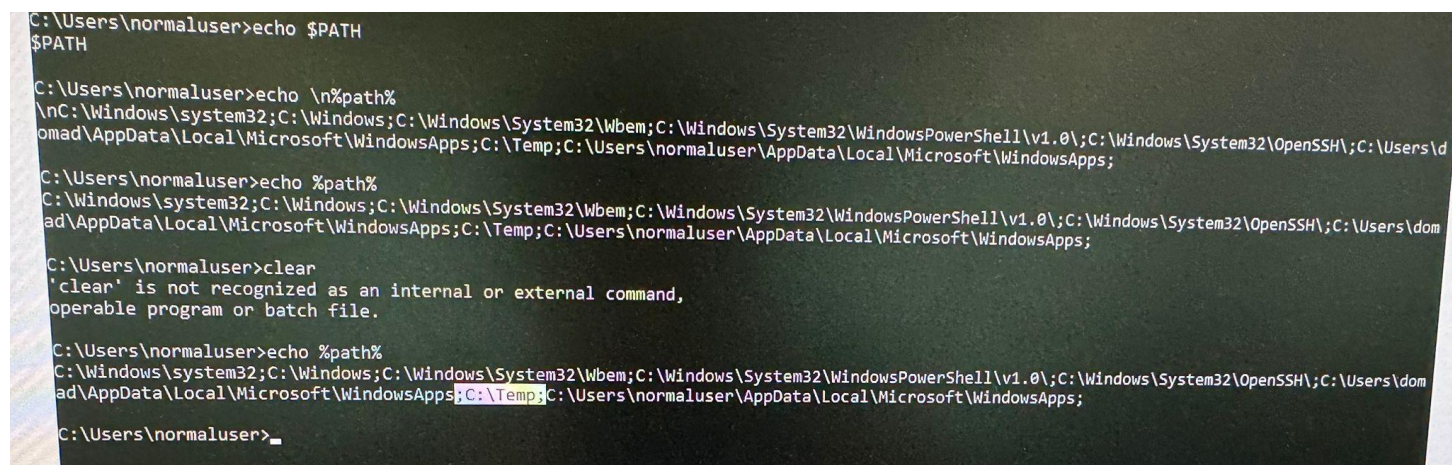 C:\Users\normaluser>echo $PATH
$PATH
C:\Users\normaluser>echo \n%path%
\nC:\Windows\system32;C:\Windows;C:\Windows\System32\Wbem;C:\Windows\System32\WindowsPowerShell\v1.0\;C:\Windows\System32\OpenSSH\;C:\Users\d
omad\AppData\Local\Microsoft\WindowsApps;C:\Temp;C:\Users\normaluser\AppData\Local\Microsoft\WindowsApps;
C:\Users\normaluser>echo %path%
C:\Windows\system32;C:\Windows;C:\Windows\System32\Wbem;C:\Windows\System32\WindowsPowerShell\v1.0\;C:\Windows\System32\OpenSSH\;C:\Users\dom
ad\AppData\Local\Microsoft\WindowsApps;C:\Temp;C:\Users\normaluser\AppData\Local\Microsoft\WindowsApps;
C:\Users\normaluser>clear
'clear' is not recognized as an internal or external command,
operable program or batch file.
C:\Users\normaluser>echo %path%
C:\Windows\system32;C:\Windows;C:\Windows\System32\Wbem;C:\Windows\System32\WindowsPowerShell\v1.0\;C:\Windows\System32\OpenSSH\;C:\Users\dom
ad\AppData\Local\Microsoft\WindowsApps;C:\Temp;C:\Users\normaluser\AppData\Local\Microsoft\WindowsApps;
C:\Users\normaluser>